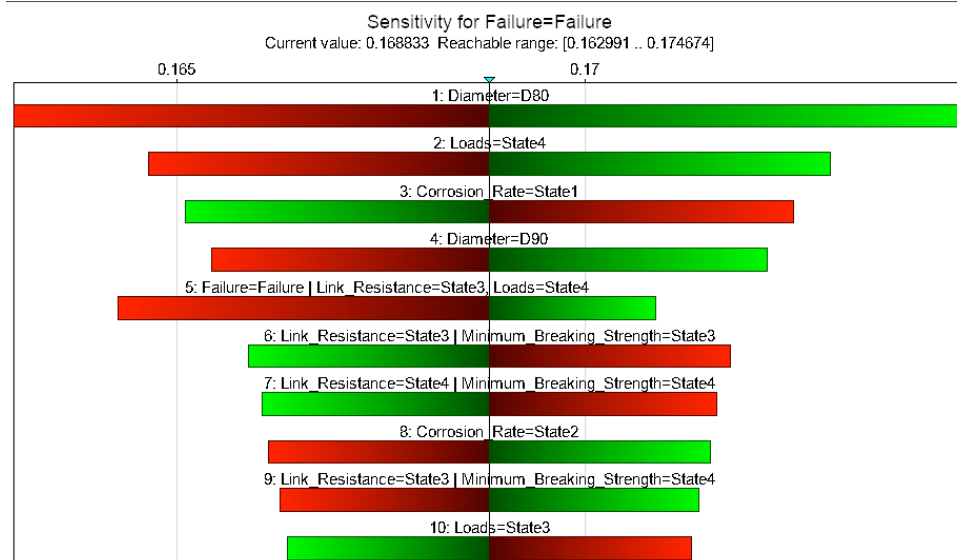 Sensitivity for Failure=Failure
Current value: 0.168833 Reachable range: [0.162991 .. 0.174674]
0.165 0.17
1: Diameter=D80
2: Loads=State4
3: Corrosion_Rate=State1
4: Diameter=D90
5: Failure=Failure | Link_Resistance=State3, Loads=State4
6: Link_Resistance=State3 | Minimum_Breaking_Strength=State3
7: Link_Resistance=State4 | Minimum_Breaking_Strength=State4
8: Corrosion_Rate=State2
9: Link_Resistance=State3 | Minimum_Breaking_Strength=State4
10: Loads=State3